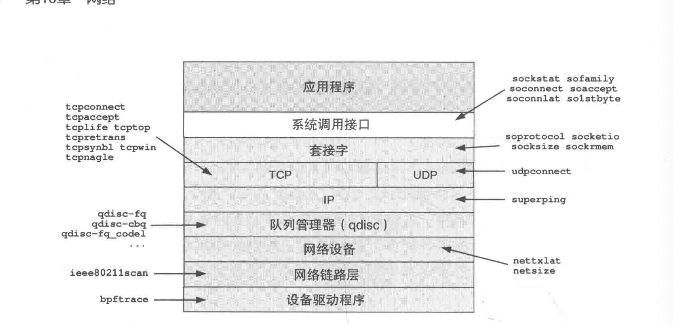 第10章 网络
应用程序
系统调用接口
套接字
TCP
UDP
IP
队列管理器（qdisc）
网络设备
网络链路层
设备驱动程序
tcpconnect
tcpaccept
tcplife tcptop
tcpretrans
tcpsynbl tcpwin
tcpnagle
qdisc-fq
qdisc-cbq
qdisc-fq_codel
...
ieee80211scan
bpftrace
sockstat sofamily
soconnect soaccept
soconnlat so1stbyte
soprotocol socketio
socksize sockrmem
udpconnect
superping
nettxlat
netsize